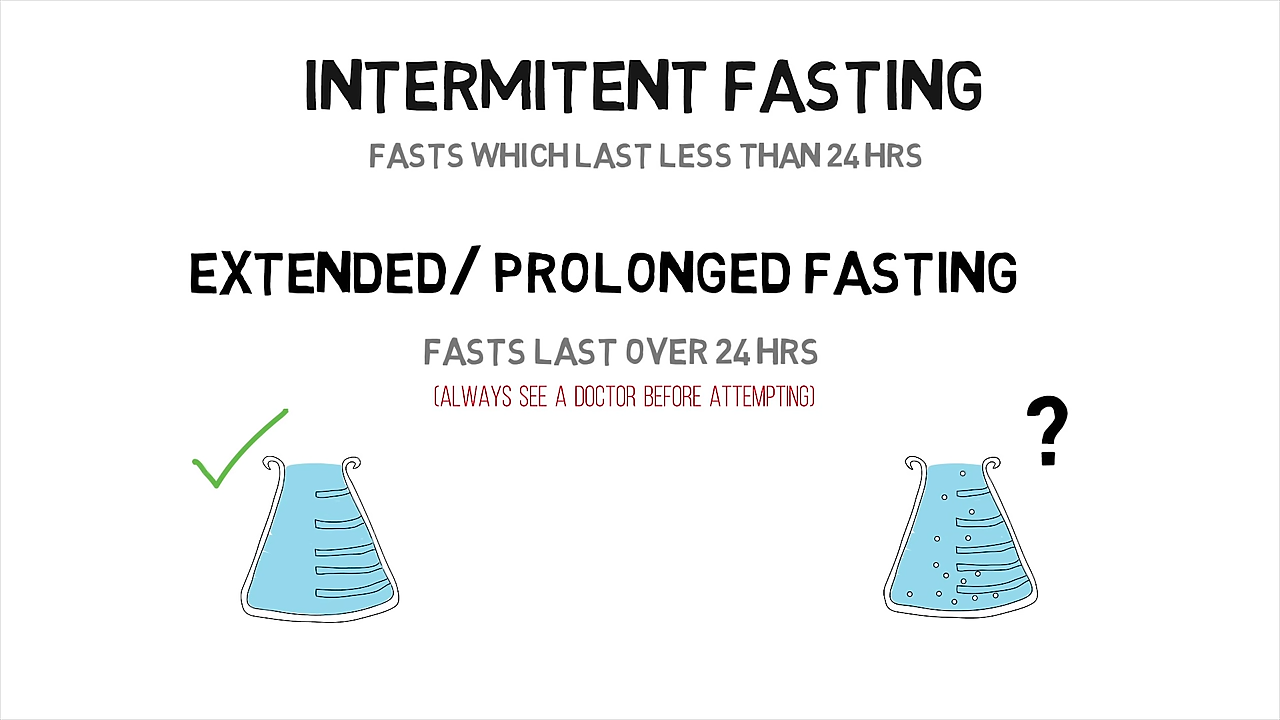 INTERMITENT FASTING
FASTS WHICH LAST LESS THAN 24 HRS
EXTENDED/ PROLONGED FASTING
FASTS LAST OVER 24 HRS
(ALWAYS SEE A DOCTOR BEFORE ATTEMPTING)
?